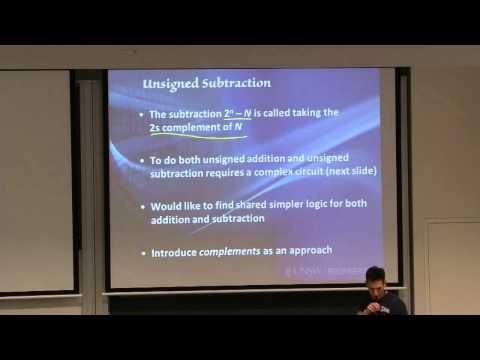 Unsigned Subtraction
• The subtraction 2ⁿ – N is called taking the
2s complement of N
• To do both unsigned addition and unsigned
subtraction requires a complex circuit (next slide)
• Would like to find shared simpler logic for both
addition and subtraction
• Introduce complements as an approach